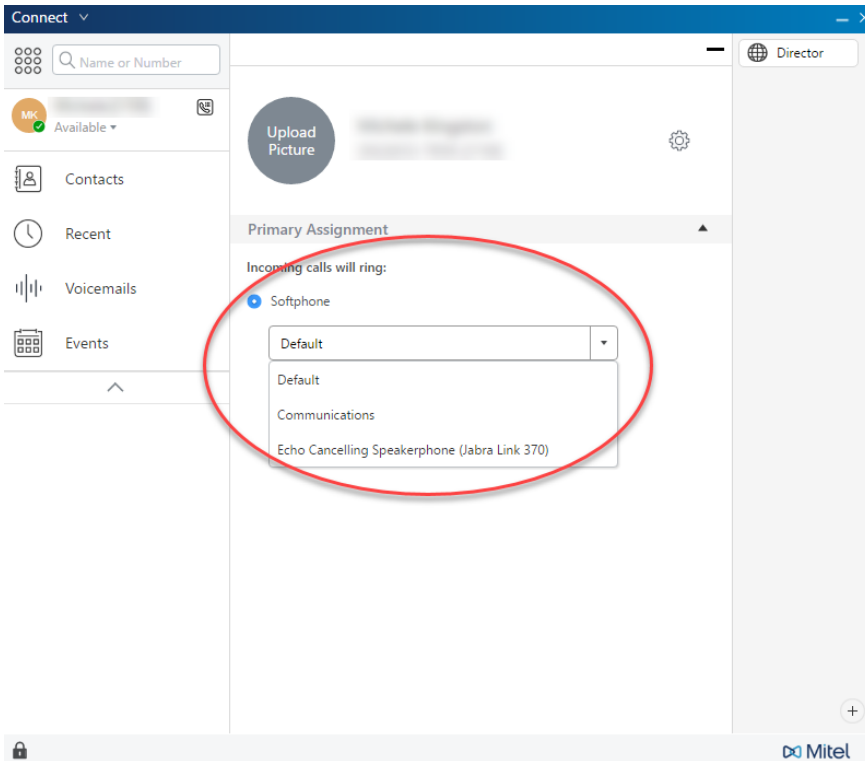 Connect
Name or Number
MK
Available
Contacts
Recent
Voicemails
Events
Upload
Picture
Primary Assignment
Incoming calls will ring:
Softphone
Default
Default
Communications
Echo Cancelling Speakerphone (Jabra Link 370)
Director
+
Mitel